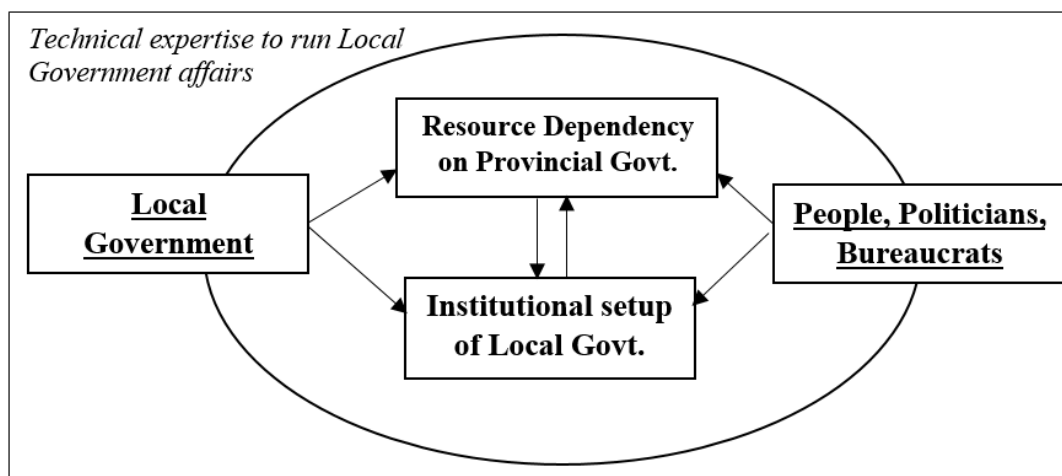 Technical expertise to run Local
Government affairs
Resource Dependency
on Provincial Govt.
Local
Government
People, Politicians,
Bureaucrats
Institutional setup
of Local Govt.